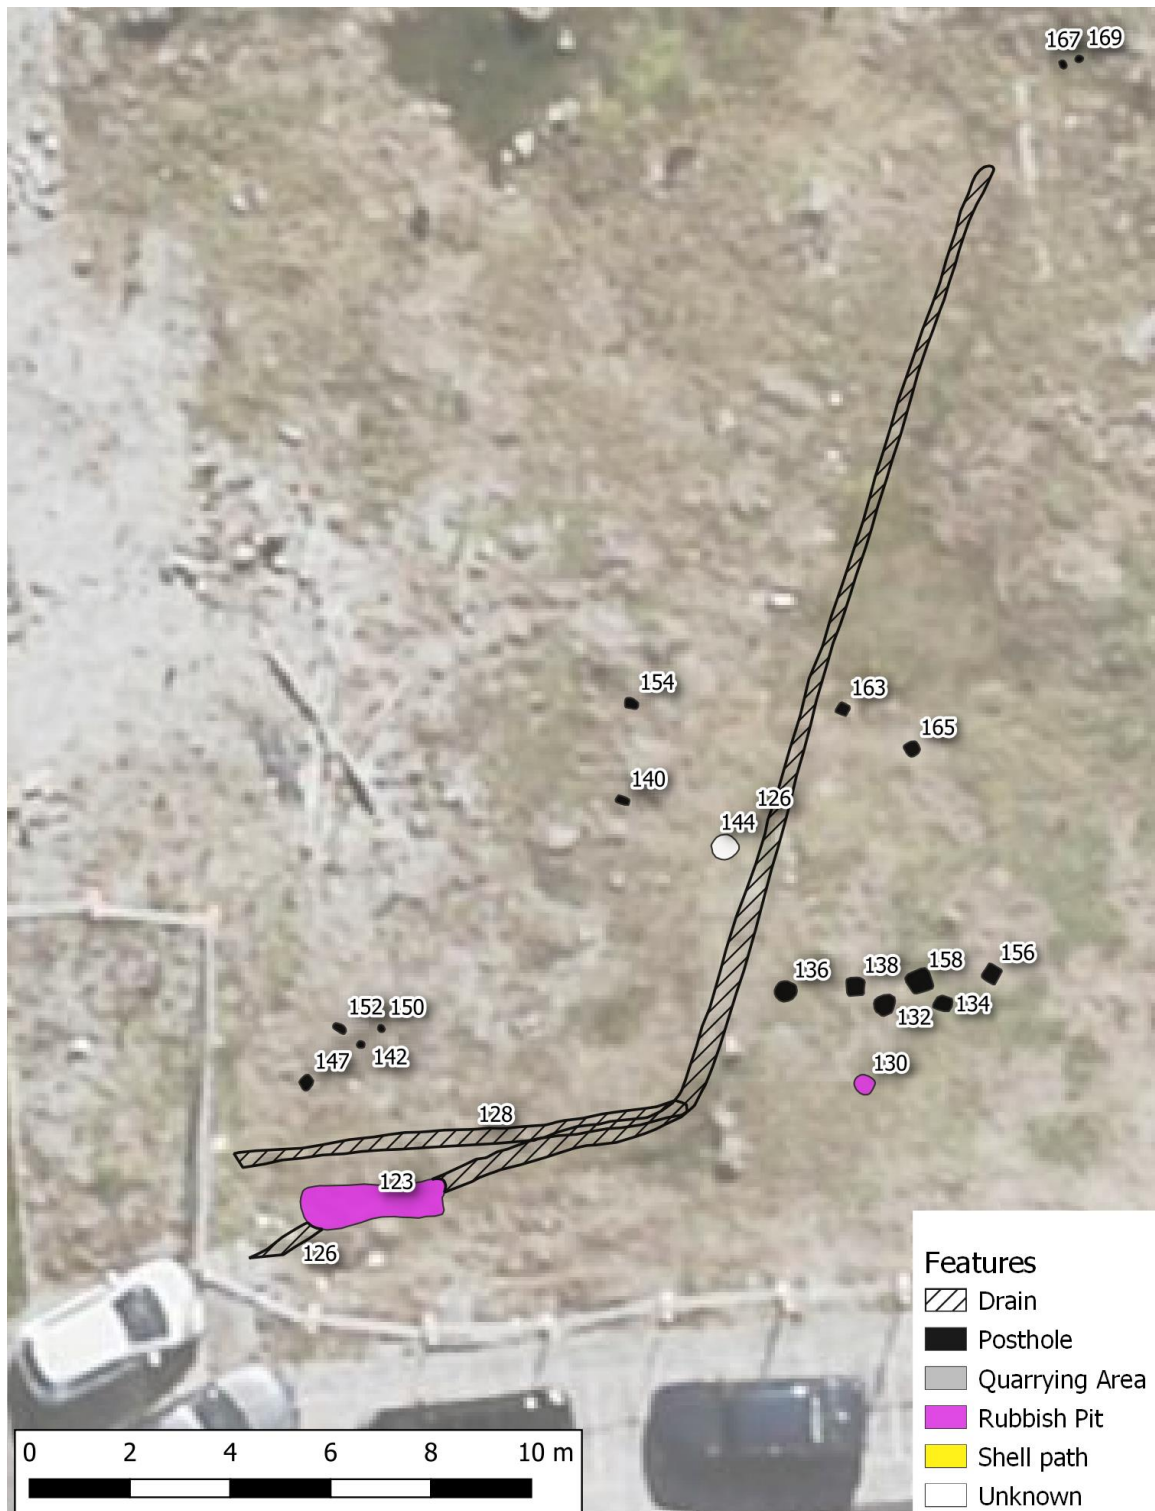 167 169
154
163
165
140
126
144
136 138 158 156
132 134
152 150
147 142
130
128
123
126
Features
Drain
Posthole
Quarrying Area
Rubbish Pit
Shell path
Unknown
0 2 4 6 8 10 m